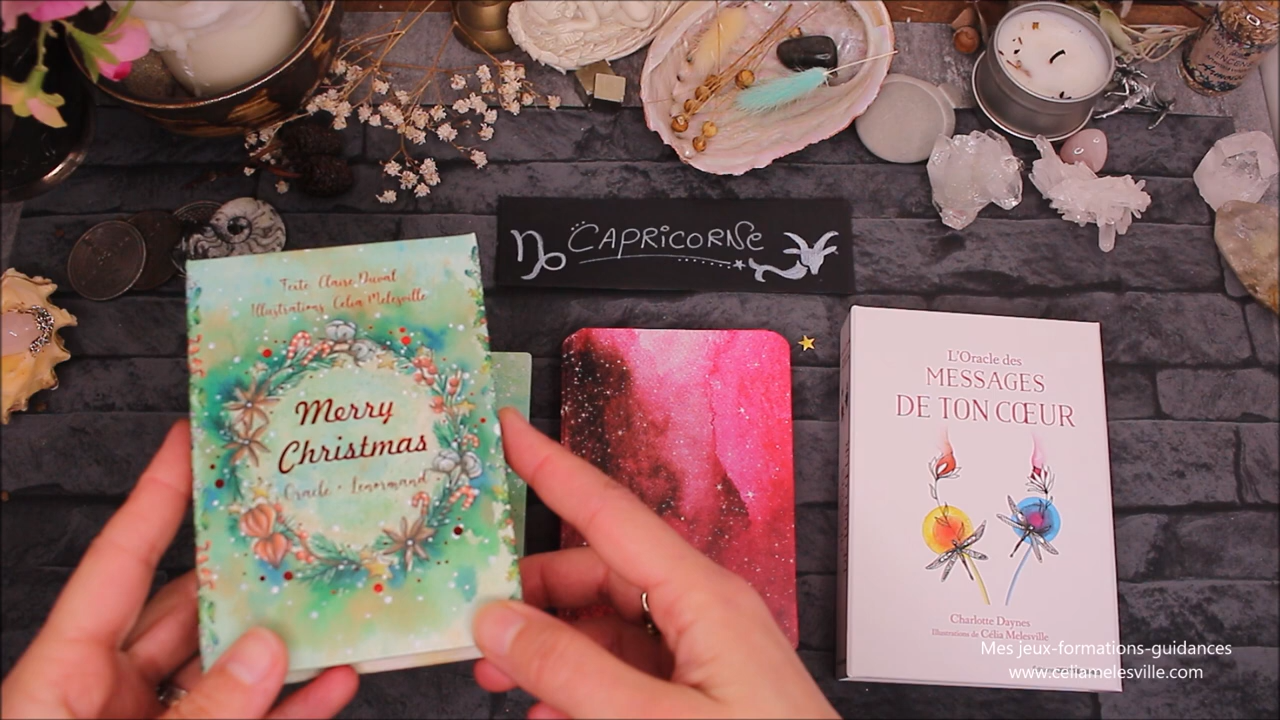 Texte Claire Duval
Illustrations Célia Melesville
Merry
Christmas
Oracle • Lenormand
CAPRICORNE
L'Oracle des
MESSAGES
DE TON CŒUR
Charlotte Daynes
Illustrations de Célia Melesville
Mes jeux-formations-guidances
www.celiamelesville.com